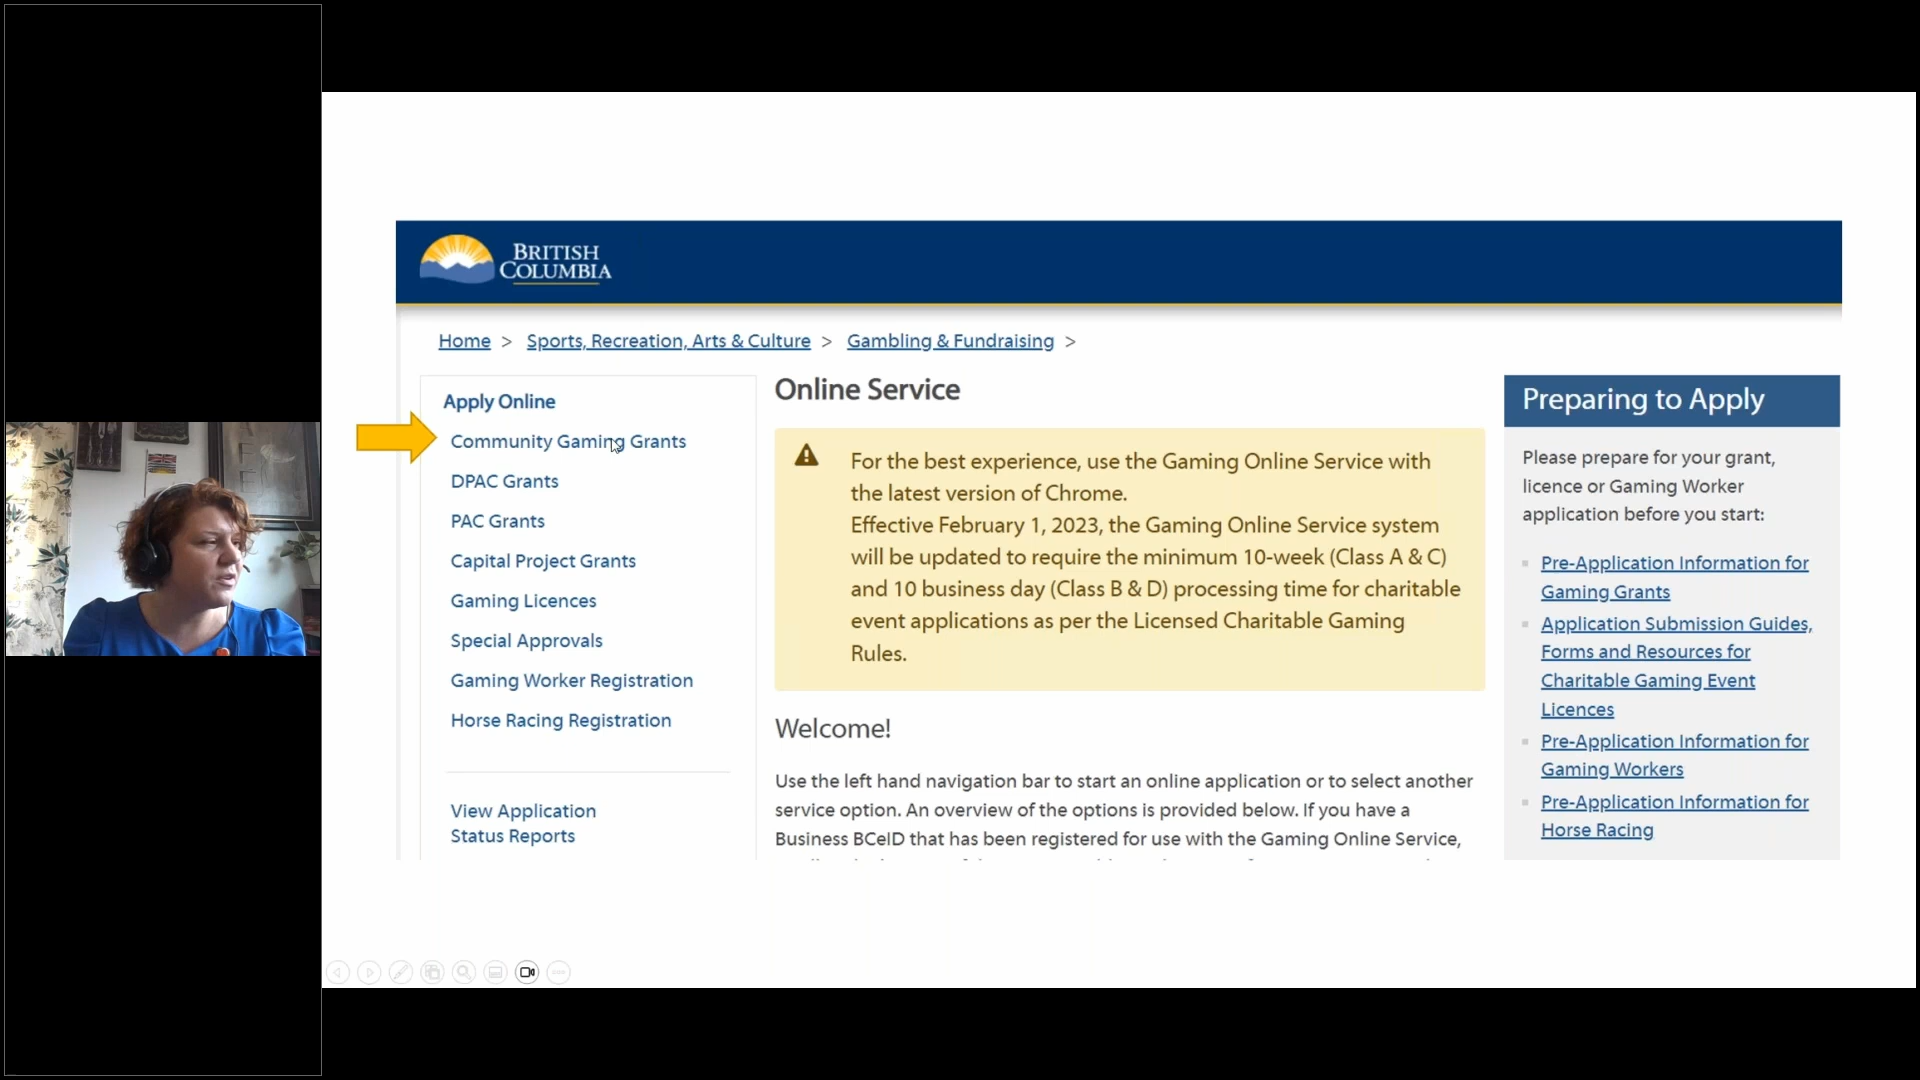 BRITISH
COLUMBIA
Home > Sports, Recreation, Arts & Culture > Gambling & Fundraising >
Apply Online
Community Gaming Grants
DPAC Grants
PAC Grants
Capital Project Grants
Gaming Licences
Special Approvals
Gaming Worker Registration
Horse Racing Registration
View Application
Status Reports
Online Service
For the best experience, use the Gaming Online Service with
the latest version of Chrome.
Effective February 1, 2023, the Gaming Online Service system
will be updated to require the minimum 10-week (Class A & C)
and 10 business day (Class B & D) processing time for charitable
event applications as per the Licensed Charitable Gaming
Rules.
Welcome!
Use the left hand navigation bar to start an online application or to select another
service option. An overview of the options is provided below. If you have a
Business BCeID that has been registered for use with the Gaming Online Service,
Preparing to Apply
Please prepare for your grant,
licence or Gaming Worker
application before you start:
Pre-Application Information for
Gaming Grants
Application Submission Guides,
Forms and Resources for
Charitable Gaming Event
Licences
Pre-Application Information for
Gaming Workers
Pre-Application Information for
Horse Racing